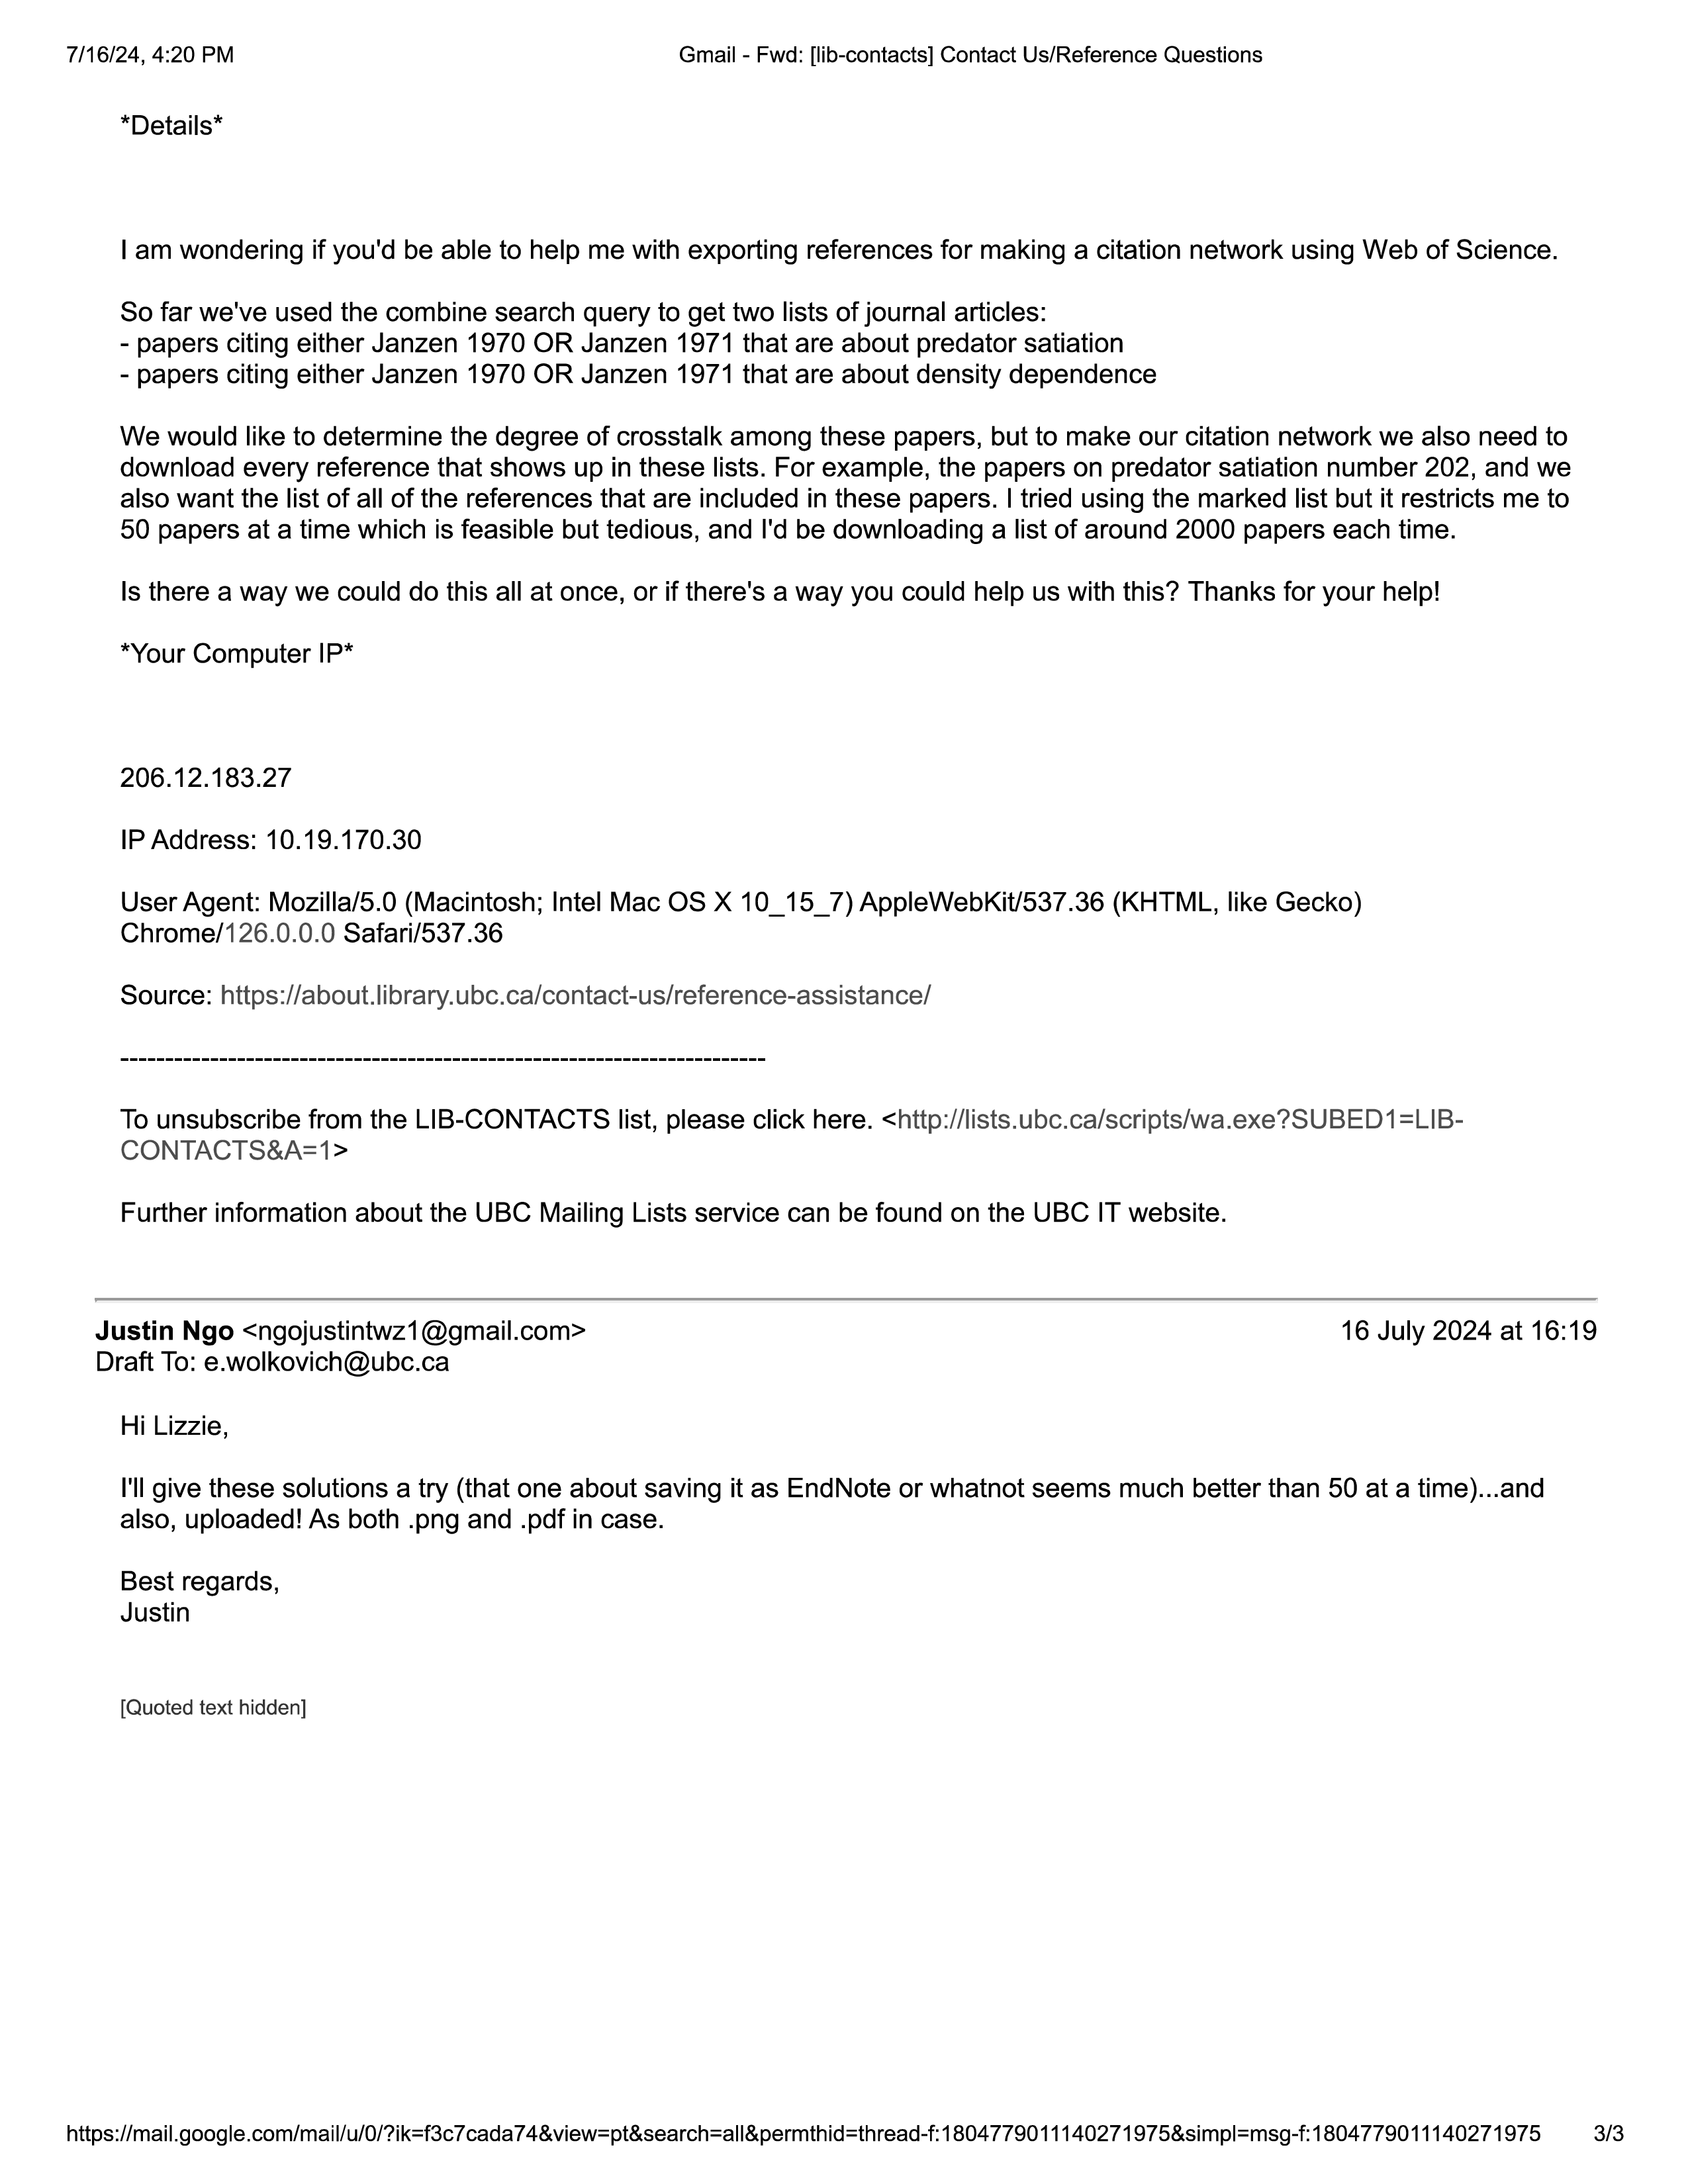 7/16/24, 4:20 PM
Gmail - Fwd: [lib-contacts] Contact Us/Reference Questions
*Details*
I am wondering if you'd be able to help me with exporting references for making a citation network using Web of Science.
So far we've used the combine search query to get two lists of journal articles:
- papers citing either Janzen 1970 OR Janzen 1971 that are about predator satiation
- papers citing either Janzen 1970 OR Janzen 1971 that are about density dependence
We would like to determine the degree of crosstalk among these papers, but to make our citation network we also need to
download every reference that shows up in these lists. For example, the papers on predator satiation number 202, and we
also want the list of all of the references that are included in these papers. I tried using the marked list but it restricts me to
50 papers at a time which is feasible but tedious, and I'd be downloading a list of around 2000 papers each time.
Is there a way we could do this all at once, or if there's a way you could help us with this? Thanks for your help!
*Your Computer IP*
206.12.183.27
IP Address: 10.19.170.30
User Agent: Mozilla/5.0 (Macintosh; Intel Mac OS X 10_15_7) AppleWebKit/537.36 (KHTML, like Gecko)
Chrome/126.0.0.0 Safari/537.36
Source: https://about.library.ubc.ca/contact-us/reference-assistance/
------------------------------------------------------------------------
To unsubscribe from the LIB-CONTACTS list, please click here. <http://lists.ubc.ca/scripts/wa.exe?SUBED1=LIB-
CONTACTS&A=1>
Further information about the UBC Mailing Lists service can be found on the UBC IT website.
Justin Ngo <ngojustintwz1@gmail.com>
16 July 2024 at 16:19
Draft To: e.wolkovich@ubc.ca
Hi Lizzie,
I'll give these solutions a try (that one about saving it as EndNote or whatnot seems much better than 50 at a time)...and
also, uploaded! As both .png and .pdf in case.
Best regards,
Justin
[Quoted text hidden]
https://mail.google.com/mail/u/0/?ik=f3c7cada74&view=pt&search=all&permthid=thread-f:1804779011140271975&simpl=msg-f:1804779011140271975
3/3